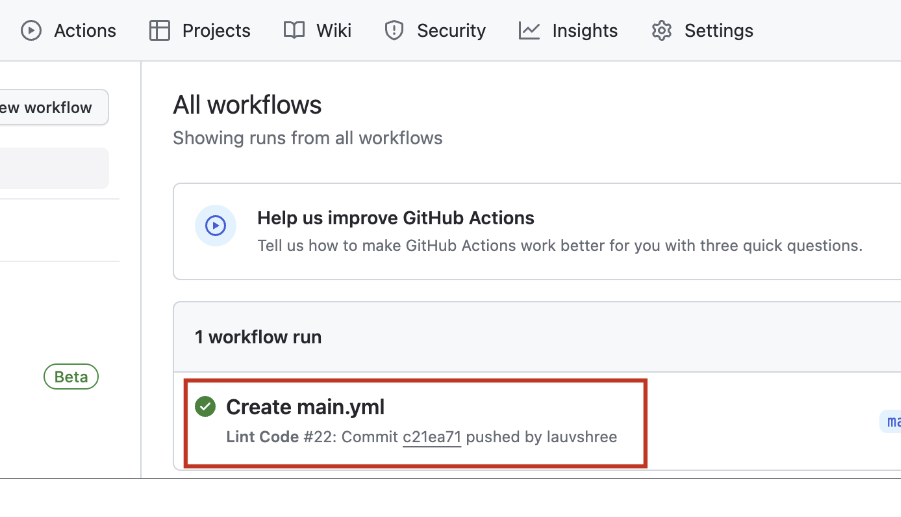 Actions Projects Wiki Security Insights Settings
ew workflow
All workflows
Showing runs from all workflows
Help us improve GitHub Actions
Tell us how to make GitHub Actions work better for you with three quick questions.
1 workflow run
Beta
Create main.yml
Lint Code #22: Commit c21ea71 pushed by lauvshree
ma